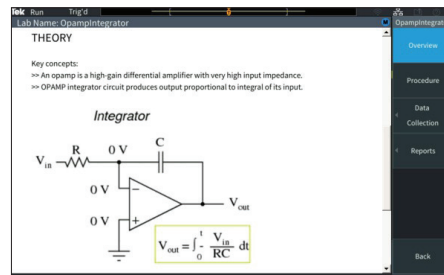 Tek Run Trig'd
Lab Name: OpampIntegrator
OpampIntegrat
THEORY
Key concepts:
>> An opamp is a high-gain differential amplifier with very high input impedance.
>> OPAMP integrator circuit produces output proportional to integral of its input.
Integrator
R 0 V C
Vin
0 V −
Vout
0 V +
Vout = ∫ t 0 - Vin RC dt
Overview
Procedure
Data
Collection
Reports
Back